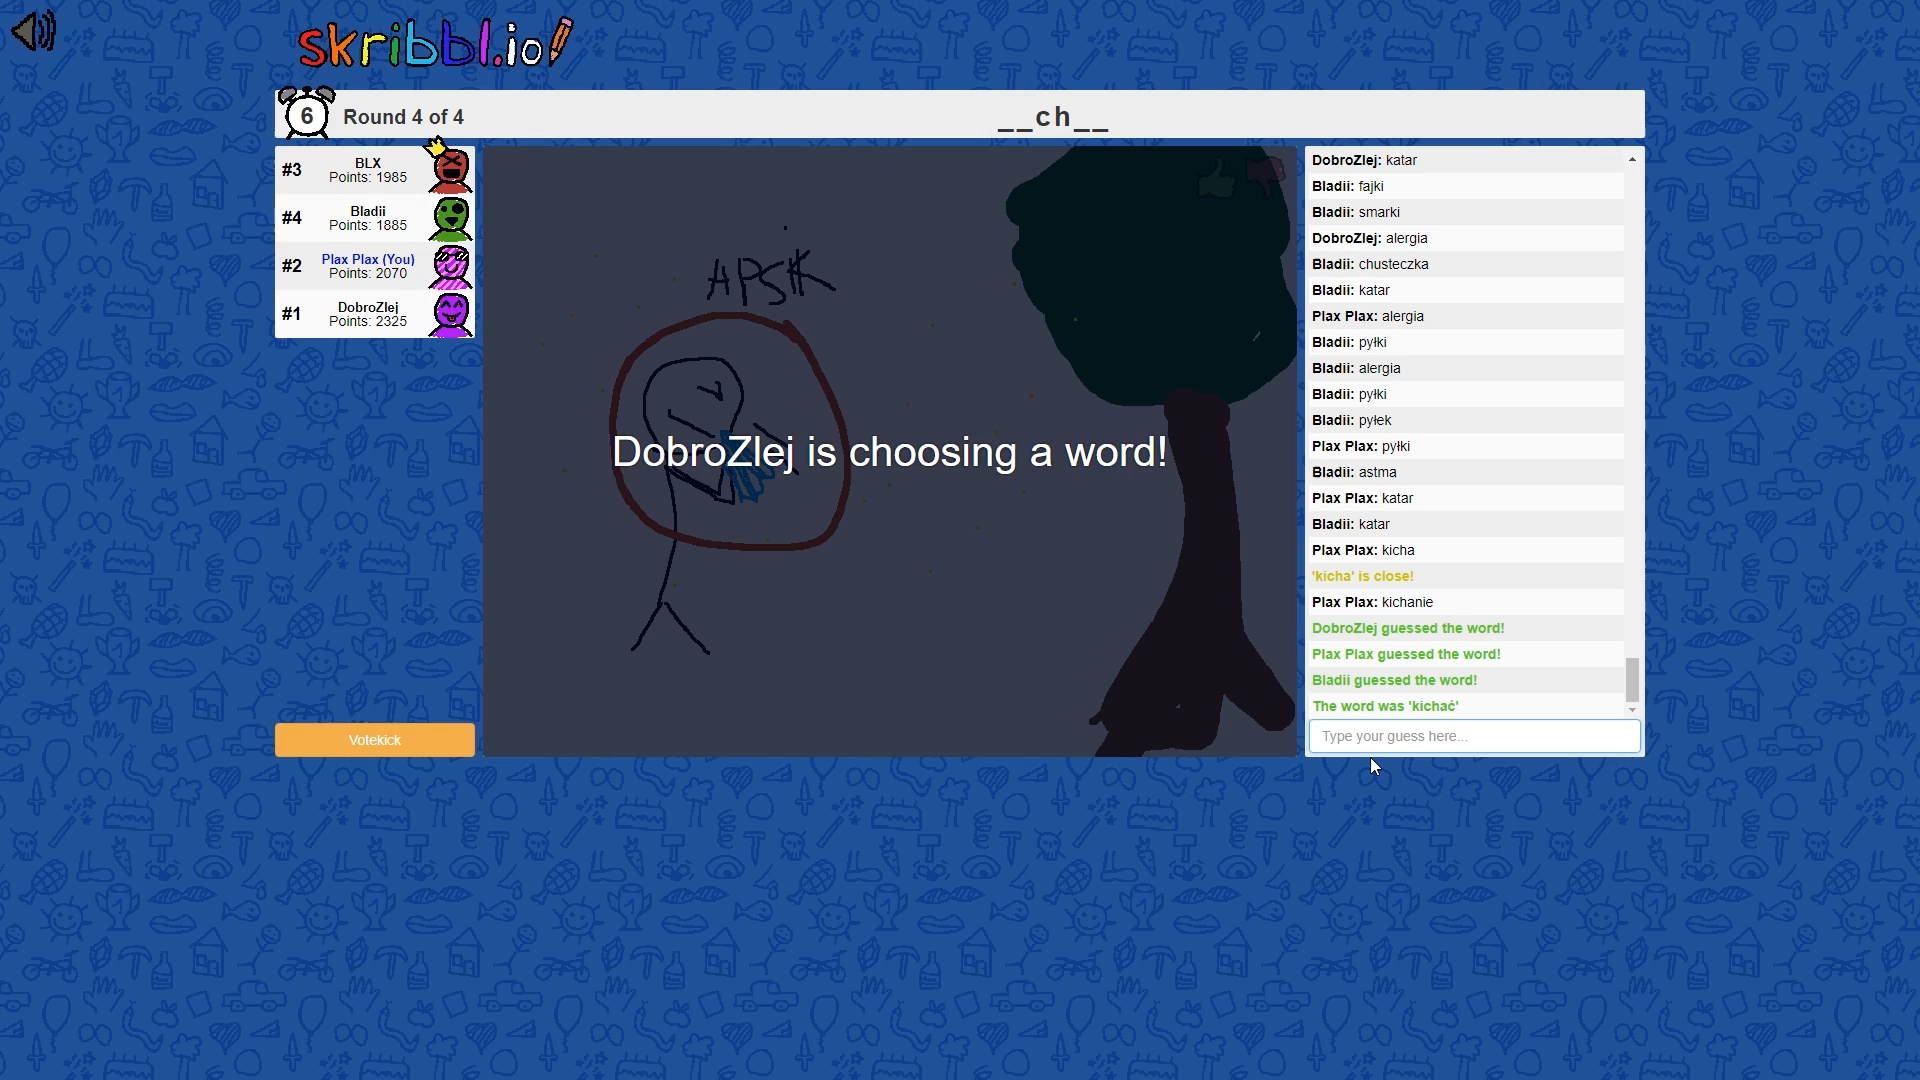 skribbl.io
6
Round 4 of 4
__ch__
#3
BLX
Points: 1985
#4
Bladii
Points: 1885
#2
Plax Plax (You)
Points: 2070
#1
DobroZlej
Points: 2325
Votekick
APSIK
DobroZlej is choosing a word!
DobroZlej: katar
Bladii: fajki
Bladii: smarki
DobroZlej: alergia
Bladii: chusteczka
Bladii: katar
Plax Plax: alergia
Bladii: pyłki
Bladii: alergia
Bladii: pyłki
Bladii: pyłek
Plax Plax: pyłki
Bladii: astma
Plax Plax: katar
Bladii: katar
Plax Plax: kicha
'kicha' is close!
Plax Plax: kichanie
DobroZlej guessed the word!
Plax Plax guessed the word!
Bladii guessed the word!
The word was 'kichać'
Type your guess here...